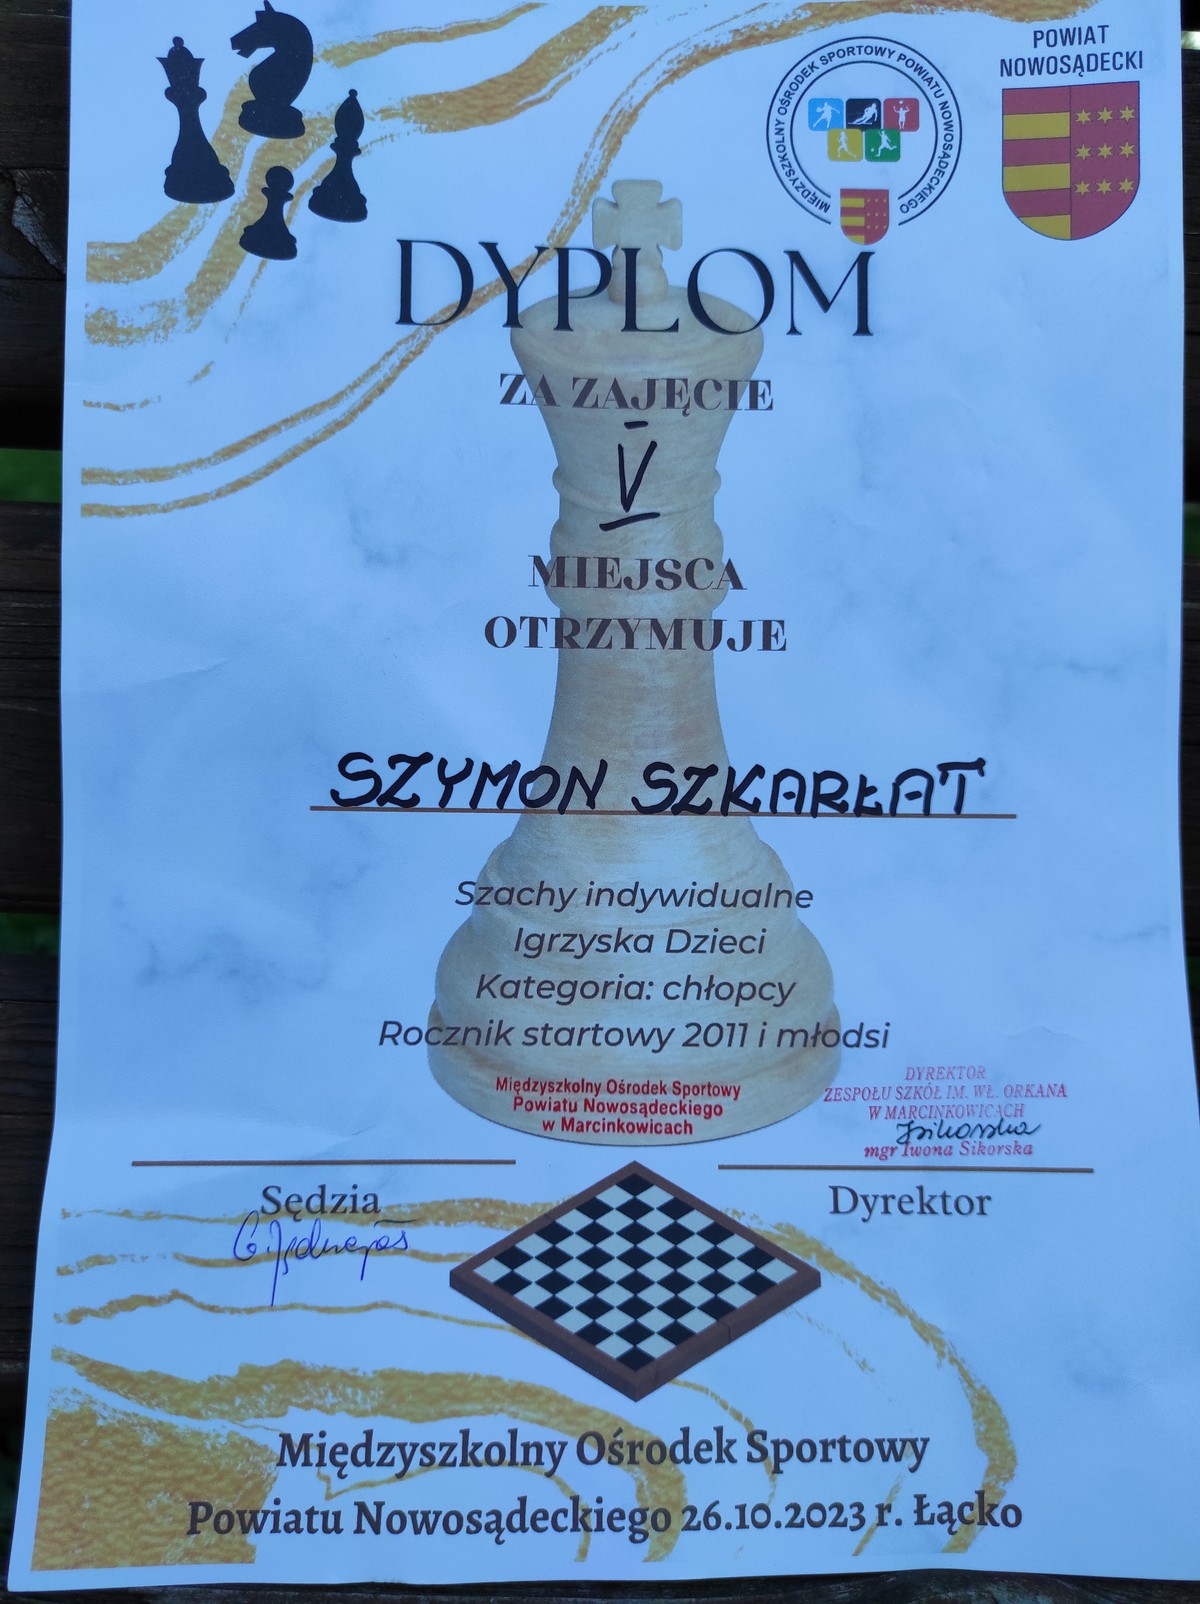 POWIAT
NOWOSĄDECKI
MIĘDZYSZKOLNY OŚRODEK SPORTOWY POWIATU NOWOSĄDECKIEGO
DYPLOM
ZA ZAJĘCIE
V
MIEJSCA
OTRZYMUJE
SZYMON SZKARŁAT
Szachy indywidualne
Igrzyska Dzieci
Kategoria: chłopcy
Rocznik startowy 2011 i młodsi
Międzyszkolny Ośrodek Sportowy
Powiatu Nowosądeckiego
w Marcinkowicach
DYREKTOR
ZESPOŁU SZKÓŁ IM. WŁ. ORKANA
W MARCINKOWICACH
mgr Iwona Sikorska
Sędzia
Dyrektor
Międzyszkolny Ośrodek Sportowy
Powiatu Nowosądeckiego 26.10.2023 r. Łącko